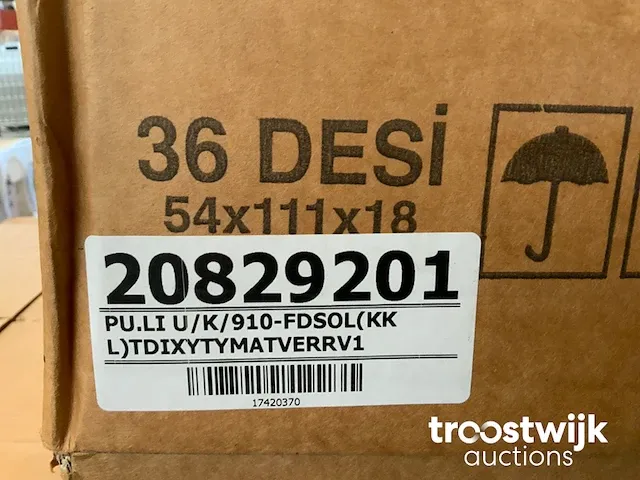 36 DESİ
54x111x18
20829201
PU.LI U/K/910-FDSOL(KK
L)TDIXYTYMATVERRV1
17420370
troostwijk
auctions